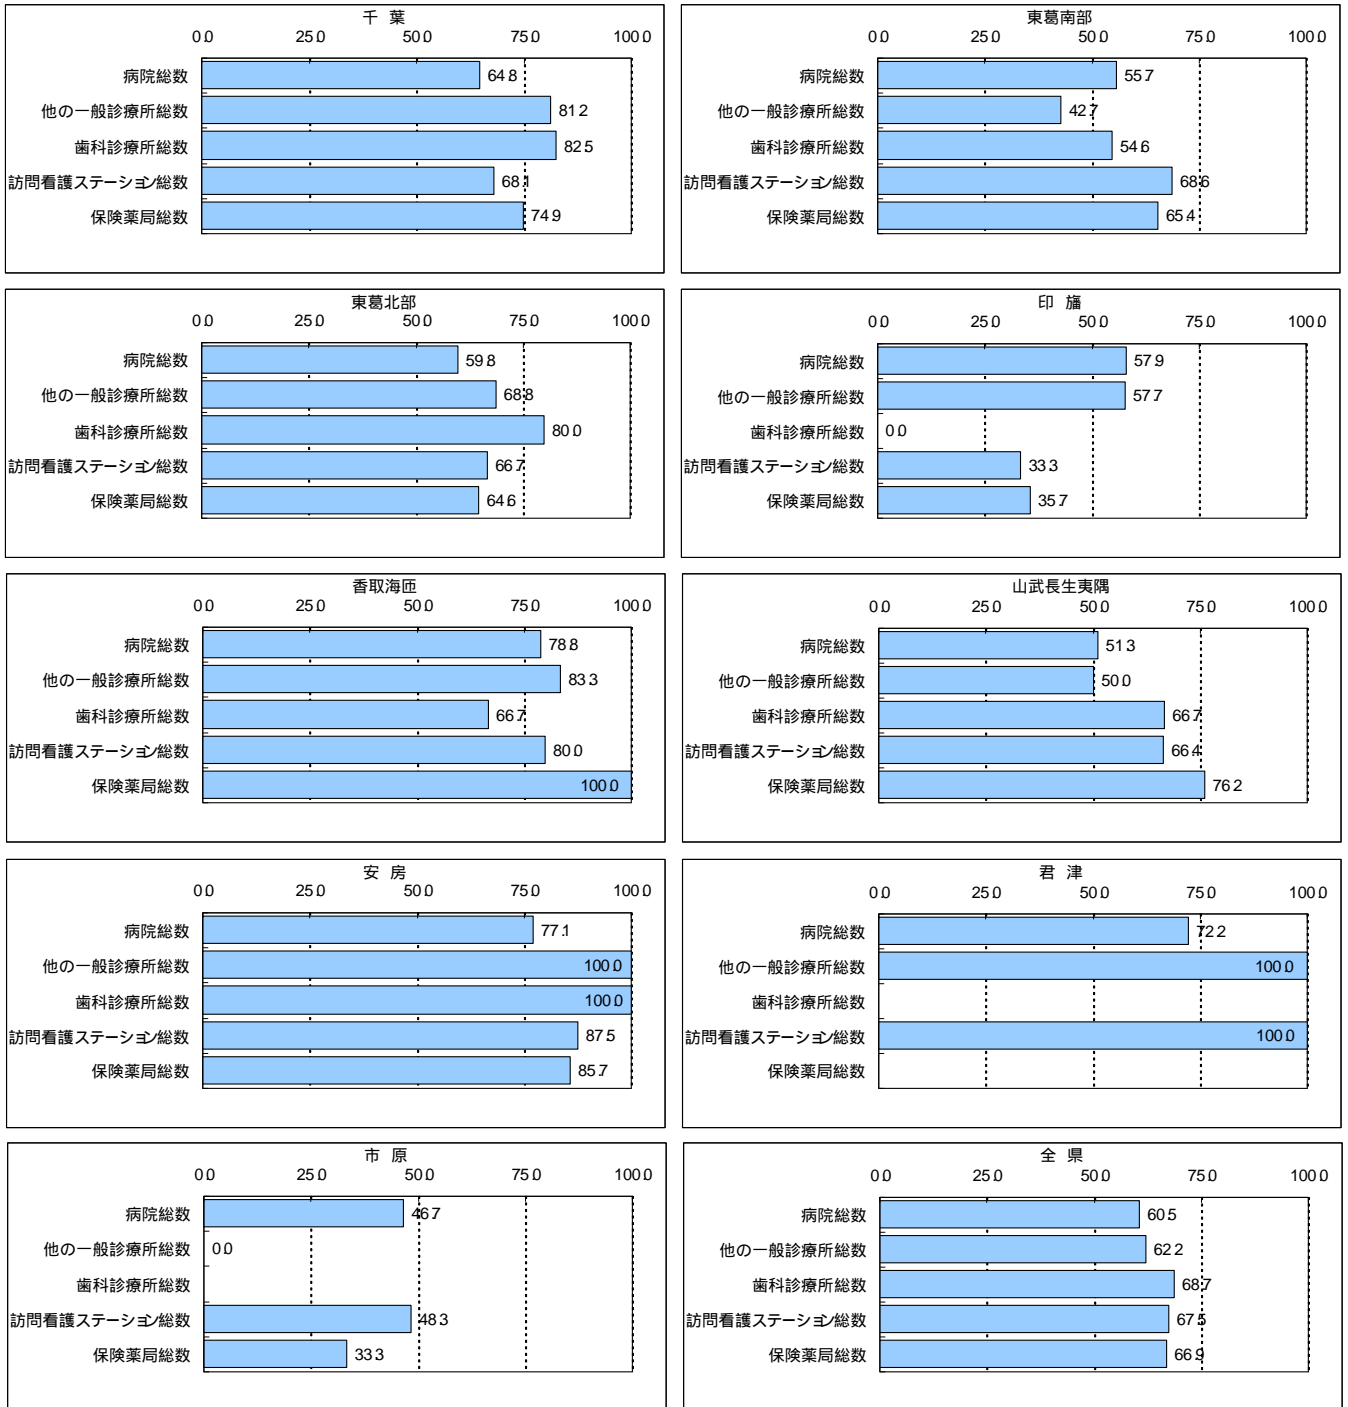 千 葉
0.0 25.0 50.0 75.0 100.0
病院総数 64.8
他の一般診療所総数 81.2
歯科診療所総数 82.5
訪問看護ステーション総数 68.1
保険薬局総数 74.9
東葛南部
0.0 25.0 50.0 75.0 100.0
病院総数 55.7
他の一般診療所総数 42.7
歯科診療所総数 54.6
訪問看護ステーション総数 68.6
保険薬局総数 65.4
東葛北部
0.0 25.0 50.0 75.0 100.0
病院総数 59.8
他の一般診療所総数 68.8
歯科診療所総数 80.0
訪問看護ステーション総数 66.7
保険薬局総数 64.6
印 旛
0.0 25.0 50.0 75.0 100.0
病院総数 57.9
他の一般診療所総数 57.7
歯科診療所総数 0.0
訪問看護ステーション総数 33.3
保険薬局総数 35.7
香取海匝
0.0 25.0 50.0 75.0 100.0
病院総数 78.8
他の一般診療所総数 83.3
歯科診療所総数 66.7
訪問看護ステーション総数 80.0
保険薬局総数 100.0
山武長生夷隅
0.0 25.0 50.0 75.0 100.0
病院総数 51.3
他の一般診療所総数 50.0
歯科診療所総数 66.7
訪問看護ステーション総数 66.4
保険薬局総数 76.2
安 房
0.0 25.0 50.0 75.0 100.0
病院総数 77.1
他の一般診療所総数 100.0
歯科診療所総数 100.0
訪問看護ステーション総数 87.5
保険薬局総数 85.7
君 津
0.0 25.0 50.0 75.0 100.0
病院総数 72.2
他の一般診療所総数 100.0
歯科診療所総数
訪問看護ステーション総数 100.0
保険薬局総数
市 原
0.0 25.0 50.0 75.0 100.0
病院総数 46.7
他の一般診療所総数 0.0
歯科診療所総数
訪問看護ステーション総数 48.3
保険薬局総数 33.3
全 県
0.0 25.0 50.0 75.0 100.0
病院総数 60.5
他の一般診療所総数 62.2
歯科診療所総数 68.7
訪問看護ステーション総数 67.5
保険薬局総数 66.9